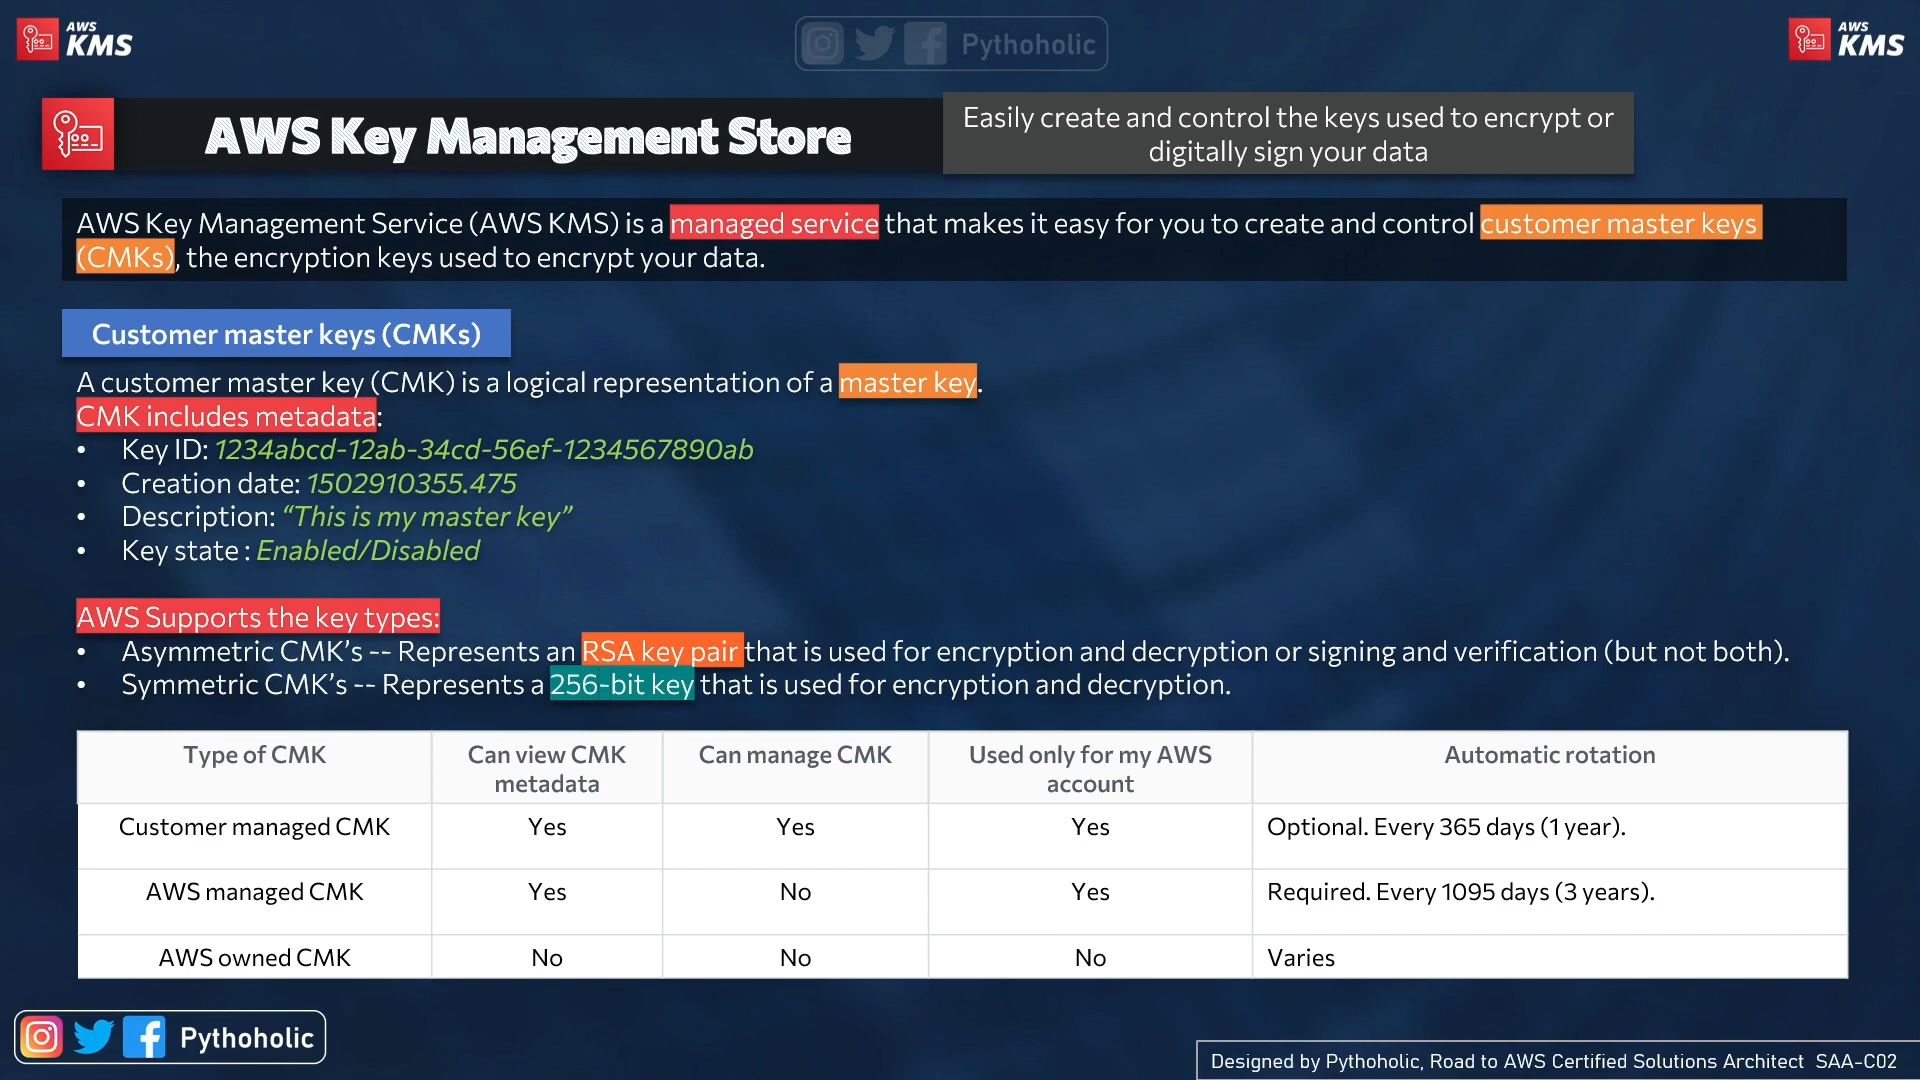 AWS
KMS
Pythoholic
AWS
KMS
AWS Key Management Store
Easily create and control the keys used to encrypt or
digitally sign your data
AWS Key Management Service (AWS KMS) is a managed service that makes it easy for you to create and control customer master keys
(CMKs), the encryption keys used to encrypt your data.
Customer master keys (CMKs)
A customer master key (CMK) is a logical representation of a master key.
CMK includes metadata:
• Key ID: 1234abcd-12ab-34cd-56ef-1234567890ab
• Creation date: 1502910355.475
• Description: “This is my master key”
• Key state : Enabled/Disabled
AWS Supports the key types:
• Asymmetric CMK’s -- Represents an RSA key pair that is used for encryption and decryption or signing and verification (but not both).
• Symmetric CMK’s -- Represents a 256-bit key that is used for encryption and decryption.
Type of CMK
Can view CMK
metadata
Can manage CMK
Used only for my AWS
account
Automatic rotation
Customer managed CMK
Yes
Yes
Yes
Optional. Every 365 days (1 year).
AWS managed CMK
Yes
No
Yes
Required. Every 1095 days (3 years).
AWS owned CMK
No
No
No
Varies
Pythoholic
Designed by Pythoholic, Road to AWS Certified Solutions Architect SAA-C02